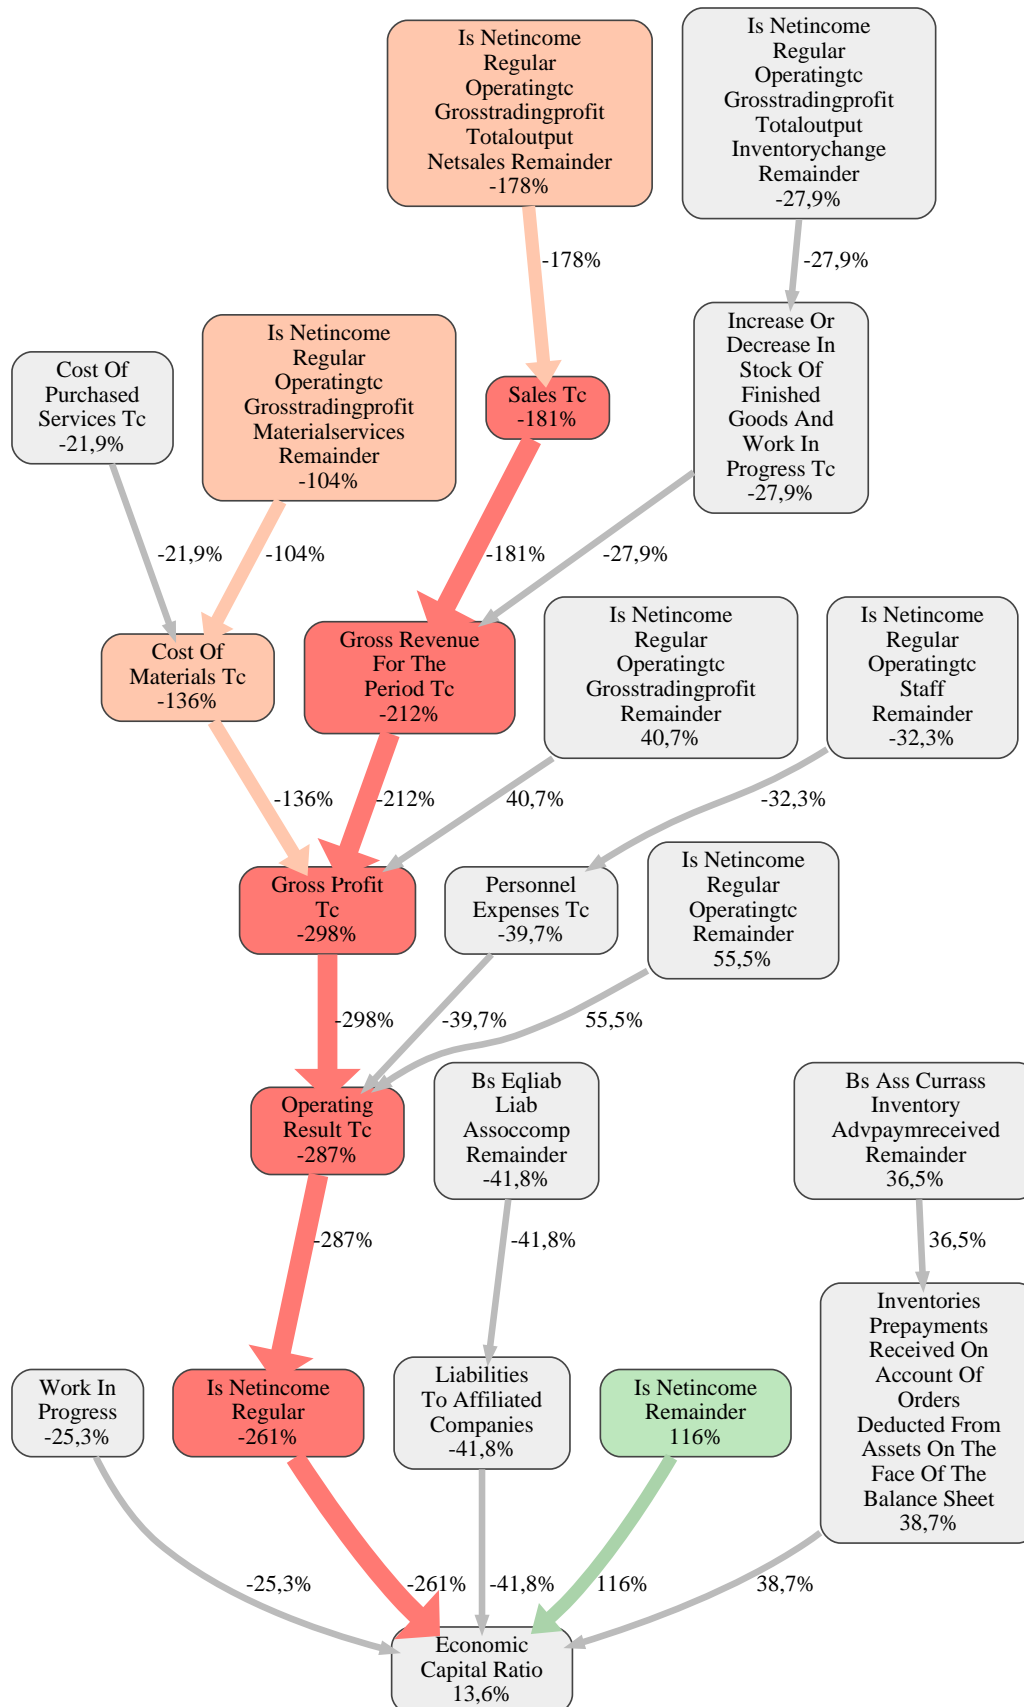 Is Netincome
Regular
Operatingtc
Grosstradingprofit
Totaloutput
Netsales Remainder
-178%
Is Netincome
Regular
Operatingtc
Grosstradingprofit
Totaloutput
Inventorychange
Remainder
-27,9%
-178%
-27,9%
Cost Of
Purchased
Services Tc
-21,9%
Is Netincome
Regular
Operatingtc
Grosstradingprofit
Materialservices
Remainder
-104%
Sales Tc
-181%
Increase Or
Decrease In
Stock Of
Finished
Goods And
Work In
Progress Tc
-27,9%
-21,9%
-104%
-181%
-27,9%
Cost Of
Materials Tc
-136%
Gross Revenue
For The
Period Tc
-212%
Is Netincome
Regular
Operatingtc
Grosstradingprofit
Remainder
40,7%
Is Netincome
Regular
Operatingtc
Staff
Remainder
-32,3%
-136%
-212%
40,7%
-32,3%
Gross Profit
Tc
-298%
Personnel
Expenses Tc
-39,7%
Is Netincome
Regular
Operatingtc
Remainder
55,5%
-298%
-39,7%
55,5%
Operating
Result Tc
-287%
Bs Eqliab
Liab
Assoccomp
Remainder
-41,8%
Bs Ass Currass
Inventory
Advpaymreceived
Remainder
36,5%
-287%
-41,8%
36,5%
Work In
Progress
-25,3%
Is Netincome
Regular
-261%
Liabilities
To Affiliated
Companies
-41,8%
Is Netincome
Remainder
116%
Inventories
Prepayments
Received On
Account Of
Orders
Deducted From
Assets On The
Face Of The
Balance Sheet
38,7%
-25,3%
-261%
-41,8%
116%
38,7%
Economic
Capital Ratio
13,6%